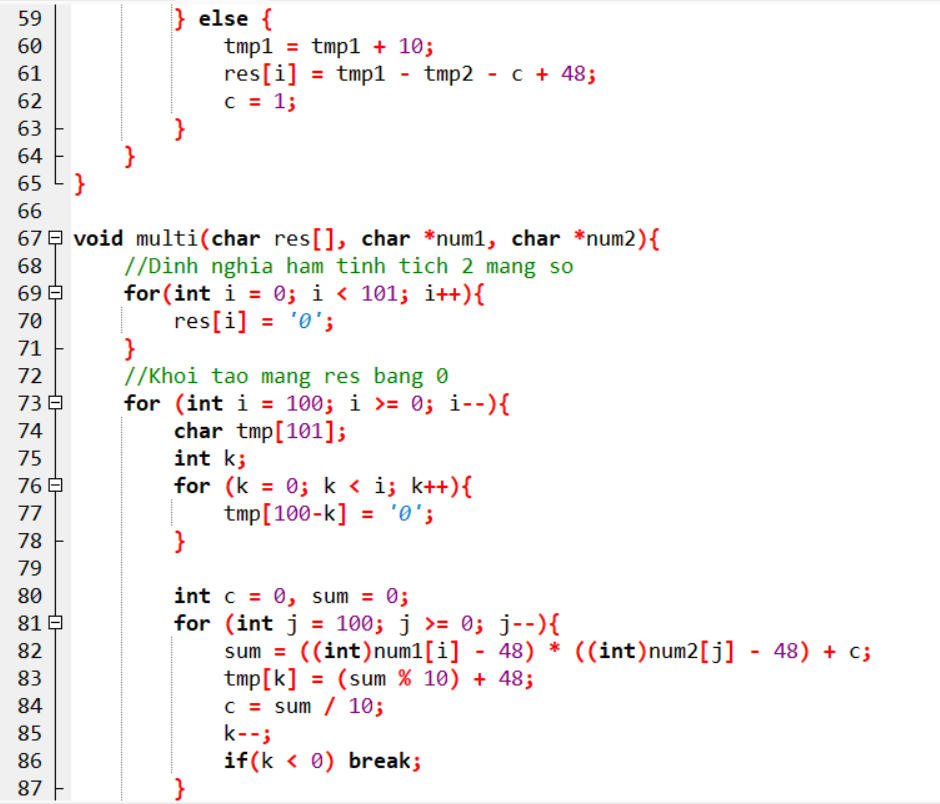 59 } else {
60 tmp1 = tmp1 + 10;
61 res[i] = tmp1 - tmp2 - c + 48;
62 c = 1;
63 }
64 }
65 }
66
67 void multi(char res[], char *num1, char *num2){
68 //Dinh nghia ham tinh tich 2 mang so
69 for(int i = 0; i < 101; i++){
70 res[i] = '0';
71 }
72 //Khoi tao mang res bang 0
73 for (int i = 100; i >= 0; i--){
74 char tmp[101];
75 int k;
76 for (k = 0; k < i; k++){
77 tmp[100-k] = '0';
78 }
79
80 int c = 0, sum = 0;
81 for (int j = 100; j >= 0; j--){
82 sum = ((int)num1[i] - 48) * ((int)num2[j] - 48) + c;
83 tmp[k] = (sum % 10) + 48;
84 c = sum / 10;
85 k--;
86 if(k < 0) break;
87 }